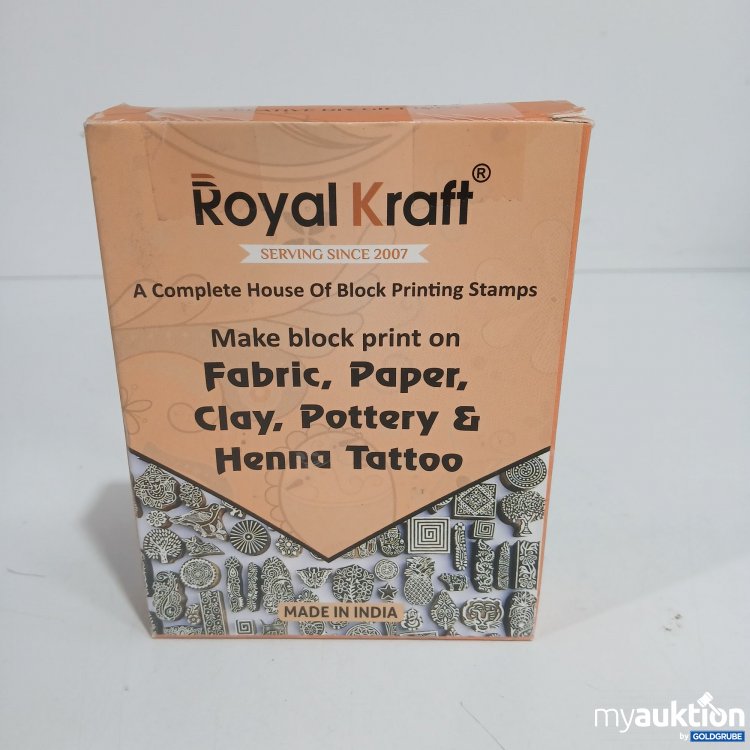 Royal Kraft®
SERVING SINCE 2007
A Complete House Of Block Printing Stamps
Make block print on
Fabric, Paper,
Clay, Pottery &
Henna Tattoo
MADE IN INDIA
myauktion
by GOLDGRUBE